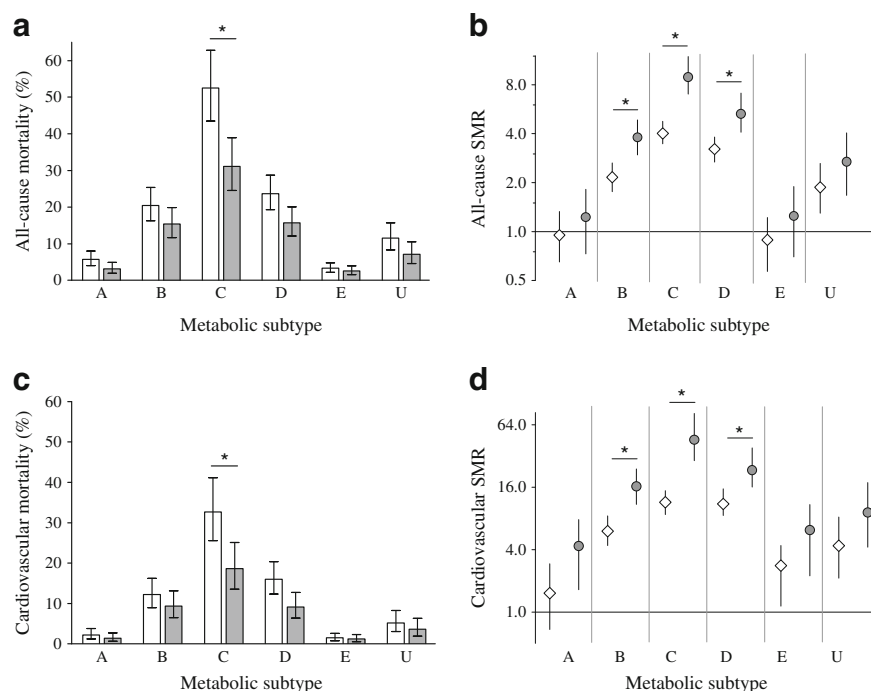 a
All-cause mortality (%)
60
50
40
30
20
10
0
*
A B C D E U
Metabolic subtype
b
All-cause SMR
8.0
4.0
2.0
1.0
0.5
* * *
A B C D E U
Metabolic subtype
c
Cardiovascular mortality (%)
60
50
40
30
20
10
0
*
A B C D E U
Metabolic subtype
d
Cardiovascular SMR
64.0
16.0
4.0
1.0
* * *
A B C D E U
Metabolic subtype